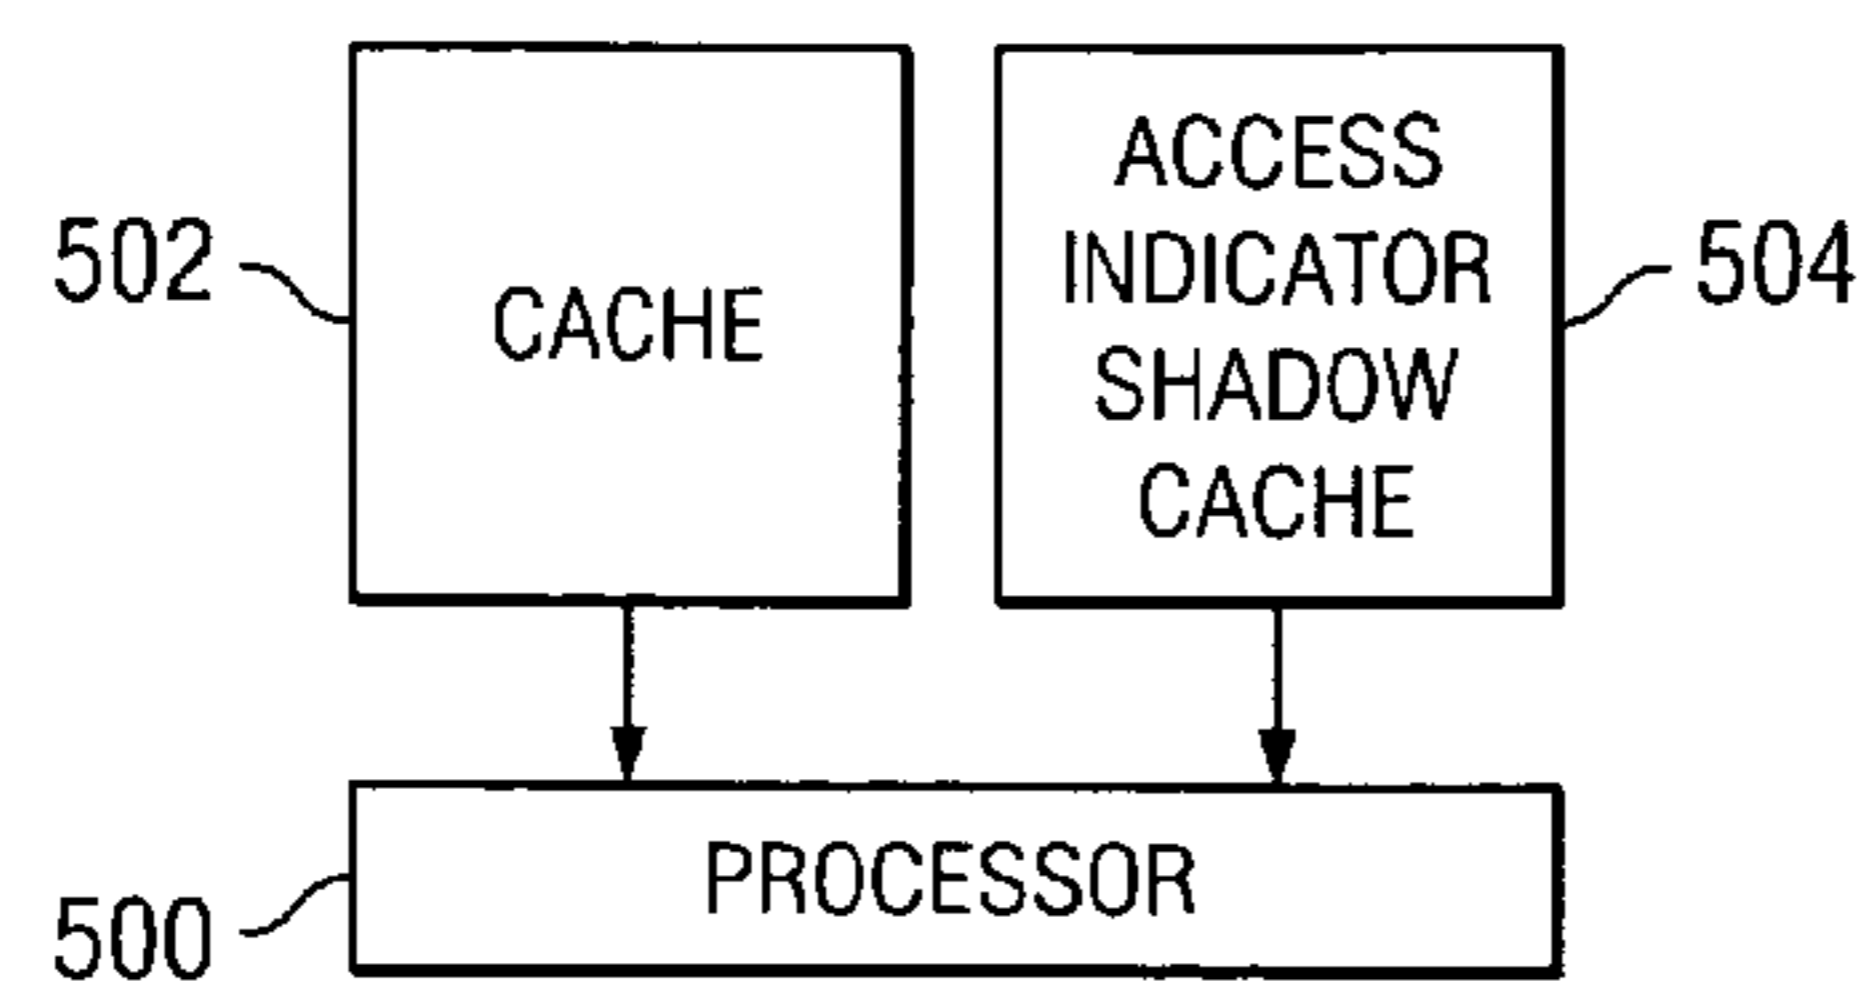 502
CACHE
ACCESS
INDICATOR
SHADOW
CACHE
504
500
PROCESSOR